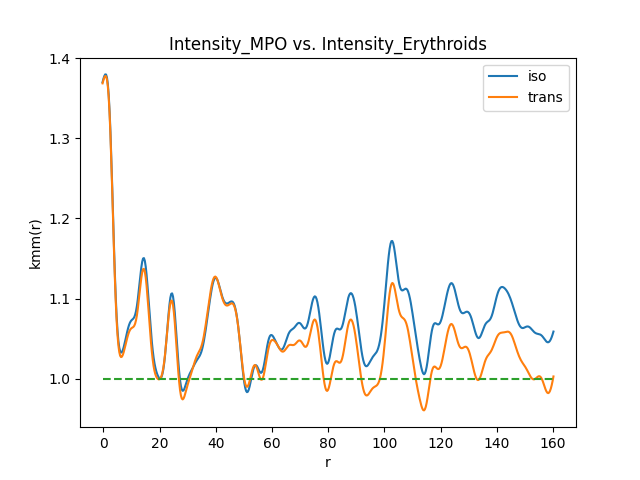 Intensity_MPO vs. Intensity_Erythroids
iso
trans
kmm(r)
1.4
1.3
1.2
1.1
1.0
0 20 40 60 80 100 120 140 160
r